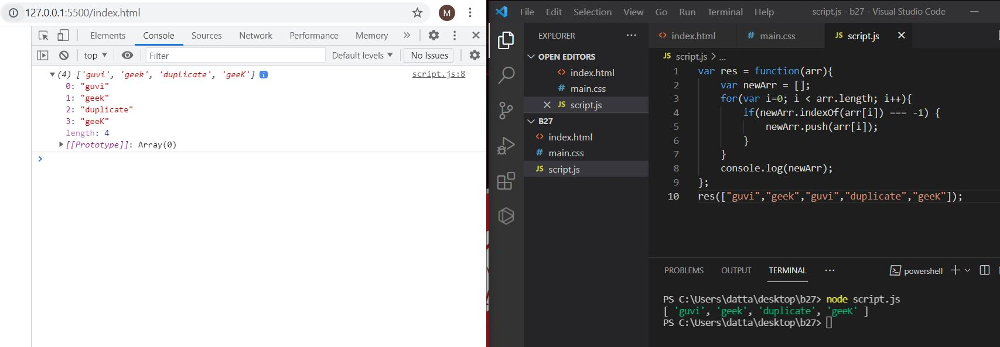 127.0.0.1:5500/index.html
M
Elements Console Sources Network Performance Memory »
top Filter Default levels No Issues
(4) ['guvi', 'geek', 'duplicate', 'geeK'] i script.js:8
0: "guvi"
1: "geek"
2: "duplicate"
3: "geeK"
length: 4
[[Prototype]]: Array(0)
>
File Edit Selection View Go Run Terminal Help script.js - b27 - Visual Studio Code
EXPLORER ···
OPEN EDITORS
<> index.html
# main.css
× JS script.js
B27
<> index.html
# main.css
JS script.js
<> index.html # main.css JS script.js ×
JS script.js > ...
1 var res = function(arr){
2 var newArr = [];
3 for(var i=0; i < arr.length; i++){
4 if(newArr.indexOf(arr[i]) === -1) {
5 newArr.push(arr[i]);
6 }
7 }
8 console.log(newArr);
9 };
10 res(["guvi","geek","guvi","duplicate","geeK"]);
PROBLEMS OUTPUT TERMINAL ··· powershell
PS C:\Users\datta\desktop\b27> node script.js
[ 'guvi', 'geek', 'duplicate', 'geeK' ]
PS C:\Users\datta\desktop\b27>